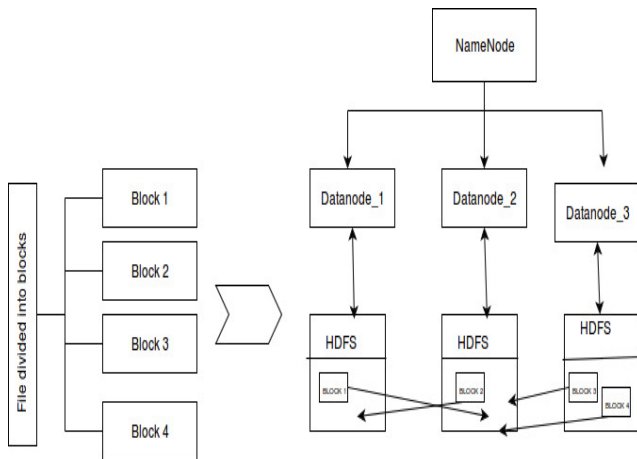 NameNode
File divided into blocks
Block 1
Block 2
Block 3
Block 4
Datanode_1
Datanode_2
Datanode_3
HDFS
HDFS
HDFS
BLOCK 1
BLOCK 2
BLOCK 3
BLOCK 4